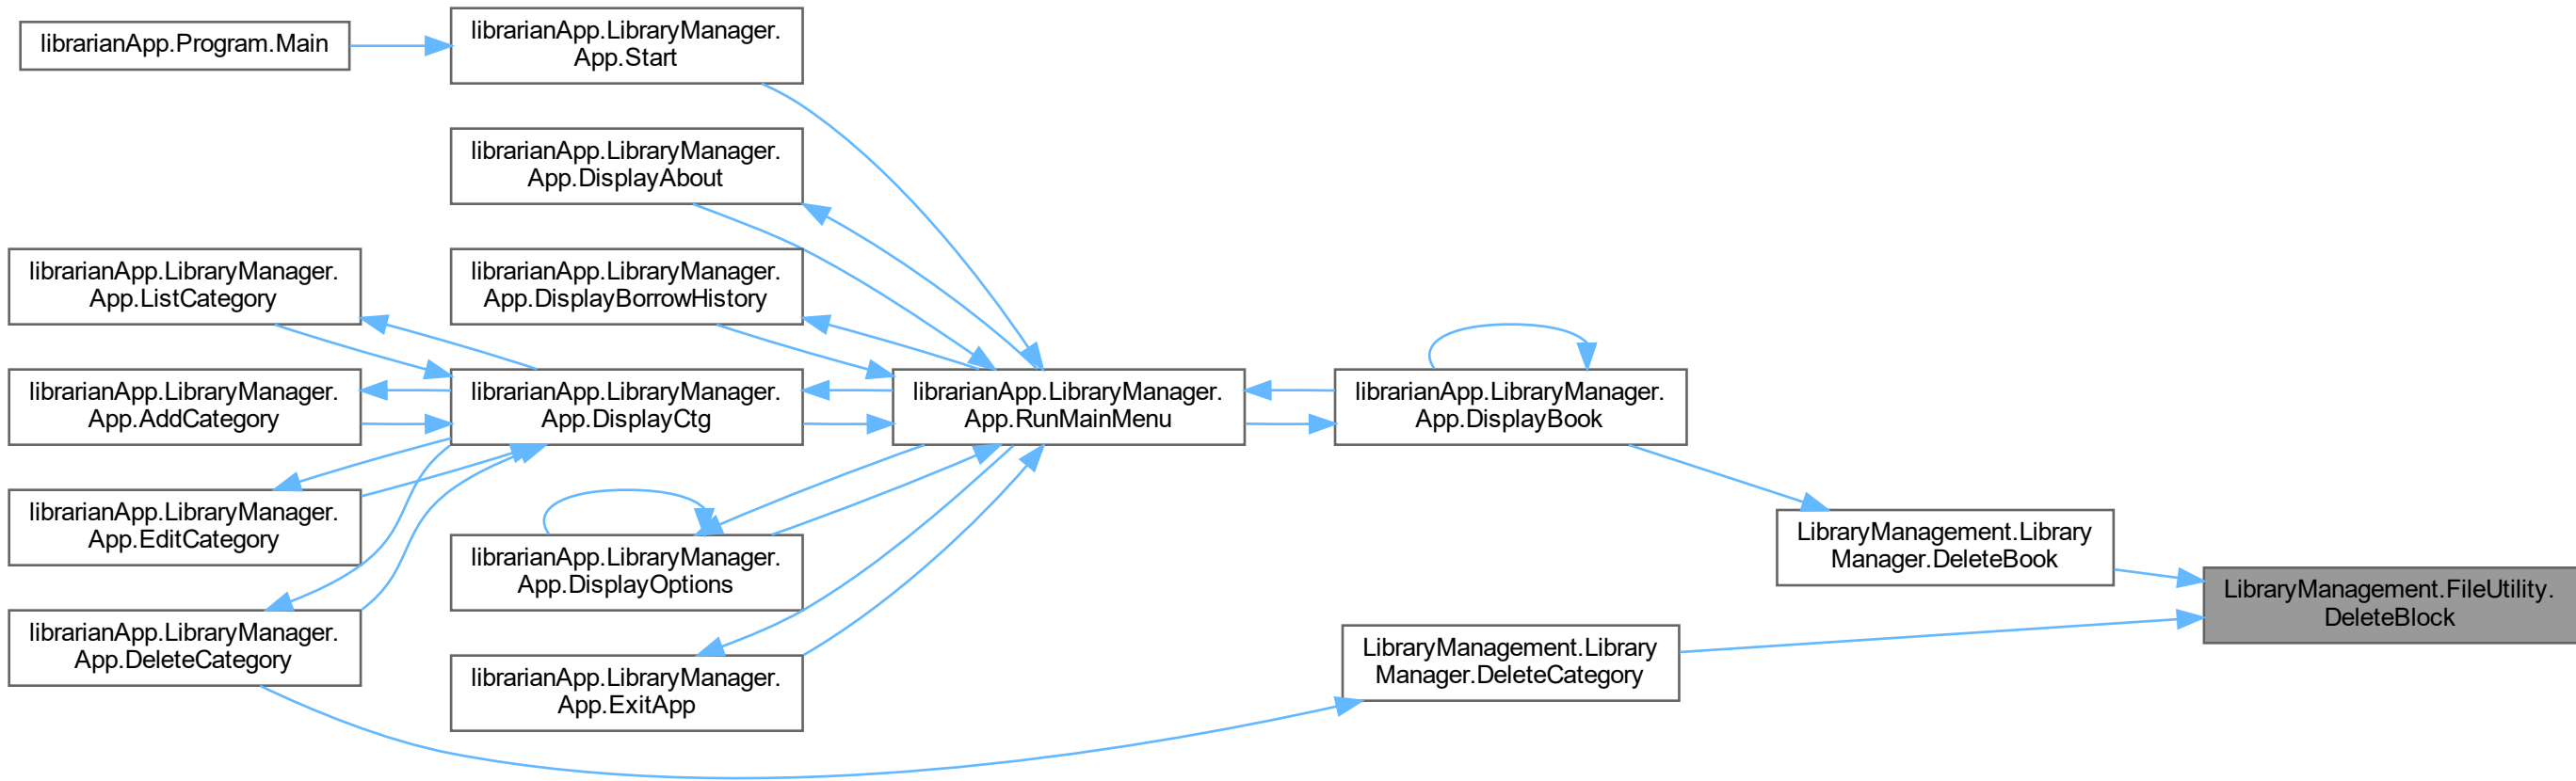 librarianApp.Program.Main
librarianApp.LibraryManager.
App.Start
librarianApp.LibraryManager.
App.DisplayAbout
librarianApp.LibraryManager.
App.ListCategory
librarianApp.LibraryManager.
App.DisplayBorrowHistory
librarianApp.LibraryManager.
App.AddCategory
librarianApp.LibraryManager.
App.DisplayCtg
librarianApp.LibraryManager.
App.RunMainMenu
librarianApp.LibraryManager.
App.DisplayBook
librarianApp.LibraryManager.
App.EditCategory
librarianApp.LibraryManager.
App.DisplayOptions
LibraryManagement.Library
Manager.DeleteBook
LibraryManagement.FileUtility.
DeleteBlock
librarianApp.LibraryManager.
App.DeleteCategory
librarianApp.LibraryManager.
App.ExitApp
LibraryManagement.Library
Manager.DeleteCategory